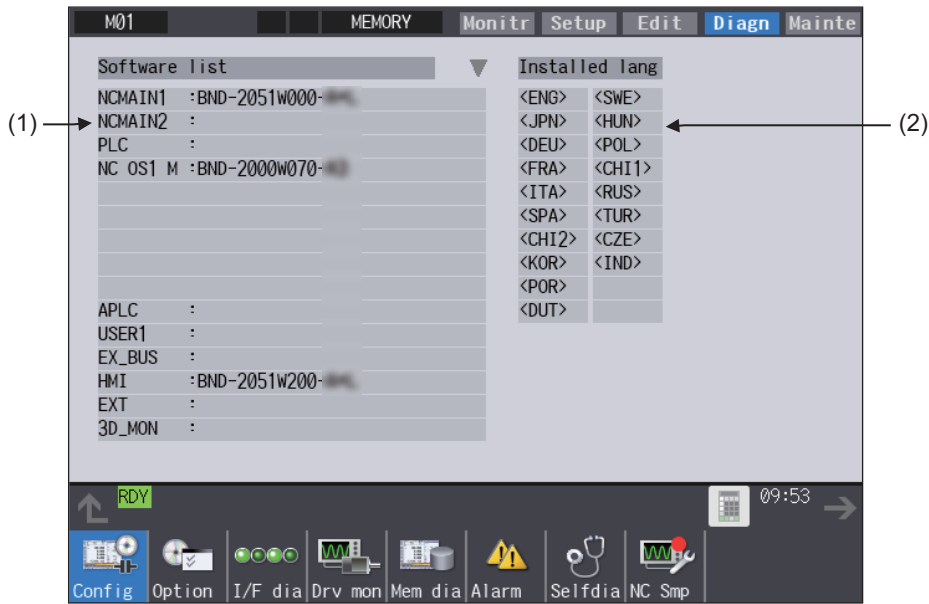 M01 MEMORY Monitr Setup Edit Diagn Mainte
Software list
NCMAIN1 :BND-2051W000-
NCMAIN2 :
PLC :
NC OS1 M :BND-2000W070-
APLC :
USER1 :
EX_BUS :
HMI :BND-2051W200-
EXT :
3D_MON :
Installed lang
<ENG> <SWE>
<JPN> <HUN>
<DEU> <POL>
<FRA> <CHI1>
<ITA> <RUS>
<SPA> <TUR>
<CHI2> <CZE>
<KOR> <IND>
<POR>
<DUT>
(1)
(2)
RDY 09:53
Config Option I/F dia Drv mon Mem dia Alarm Selfdia NC Smp